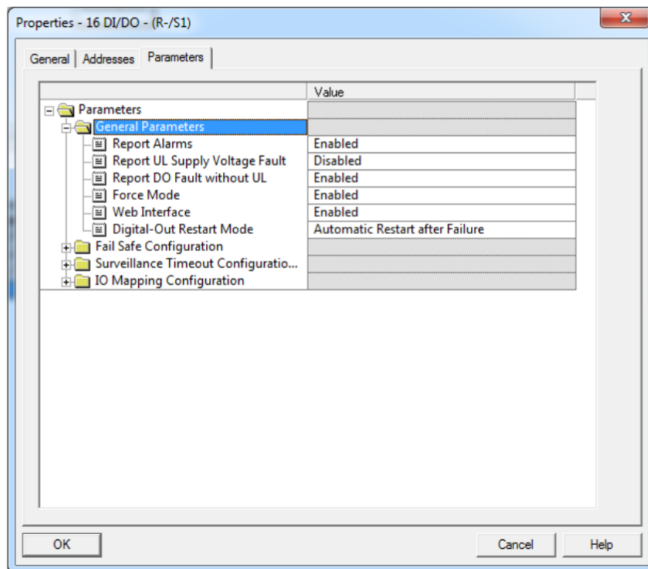 Properties - 16 DI/DO - (R-/S1)
General Addresses Parameters
Value
Parameters
General Parameters
Report Alarms Enabled
Report UL Supply Voltage Fault Disabled
Report DO Fault without UL Enabled
Force Mode Enabled
Web Interface Enabled
Digital-Out Restart Mode Automatic Restart after Failure
Fail Safe Configuration
Surveillance Timeout Configuratio...
IO Mapping Configuration
OK Cancel Help